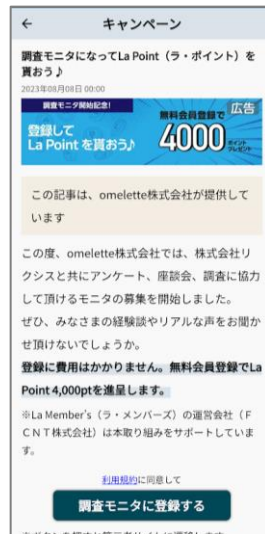 ← キャンペーン
調査モニタになってLa Point（ラ・ポイント）を
貰おう♪
2023年08月08日 00:00
調査モニタ開始記念!
広告
登録して
La Point を貰おう♪
無料会員登録で
4000
ポイント
プレゼント
この記事は、omelette株式会社が提供して
います
この度、omelette株式会社では、株式会社リ
クシスと共にアンケート、座談会、調査に協力
して頂けるモニタの募集を開始しました。
ぜひ、みなさまの経験談やリアルな声をお聞か
せ頂けないでしょうか。
登録に費用はかかりません。無料会員登録でLa
Point 4,000ptを進呈します。
※La Member's（ラ・メンバーズ）の運営会社（F
CNT株式会社）は本取り組みをサポートしていま
す。
利用規約に同意して
調査モニタに登録する